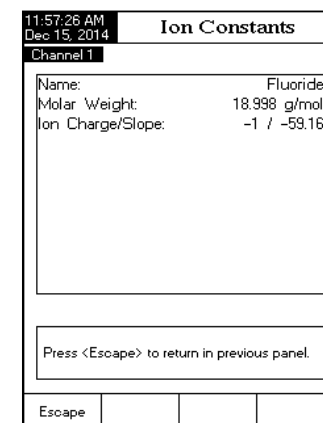 11:57:26 AM
Dec 15, 2014
Ion Constants
Channel 1
Name: Fluoride
Molar Weight: 18.998 g/mol
Ion Charge/Slope: -1 / -59.16
Press <Escape> to return in previous panel.
Escape